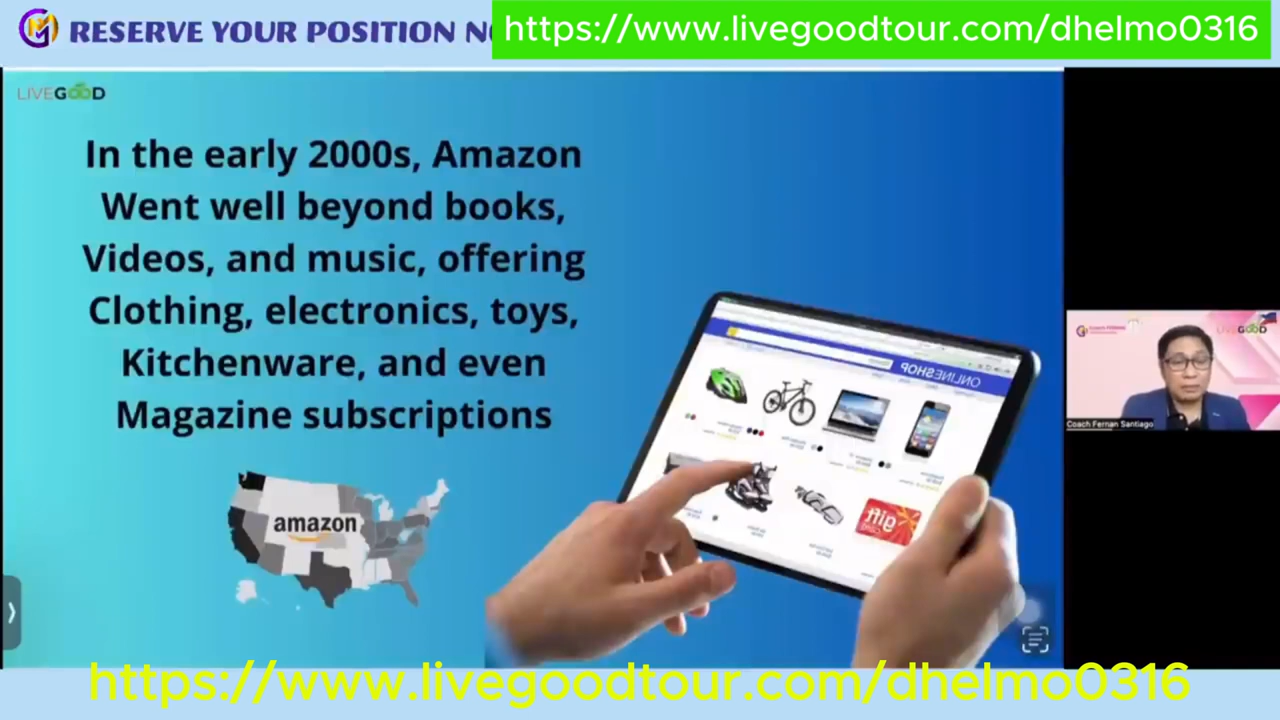 RESERVE YOUR POSITION
https://www.livegoodtour.com/dhelmo0316
LIVEGOOD
In the early 2000s, Amazon
Went well beyond books,
Videos, and music, offering
Clothing, electronics, toys,
Kitchenware, and even
Magazine subscriptions
amazon
ONLINESHOP
gift
LIVEGOOD
Coach Fernan Santiago
https://www.livegoodtour.com/dhelmo0316